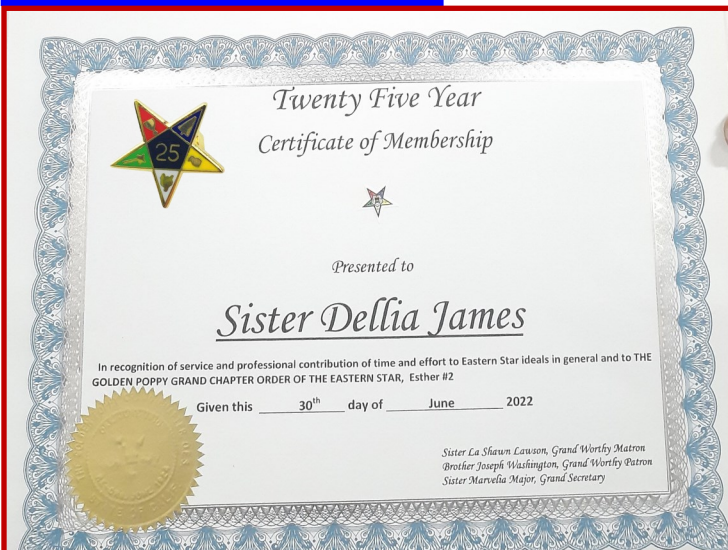 Twenty Five Year
Certificate of Membership
25
Presented to
Sister Dellia James
In recognition of service and professional contribution of time and effort to Eastern Star ideals in general and to THE
GOLDEN POPPY GRAND CHAPTER ORDER OF THE EASTERN STAR, Esther #2
Given this 30th day of June 2022
Sister La Shawn Lawson, Grand Worthy Matron
Brother Joseph Washington, Grand Worthy Patron
Sister Marvelia Major, Grand Secretary